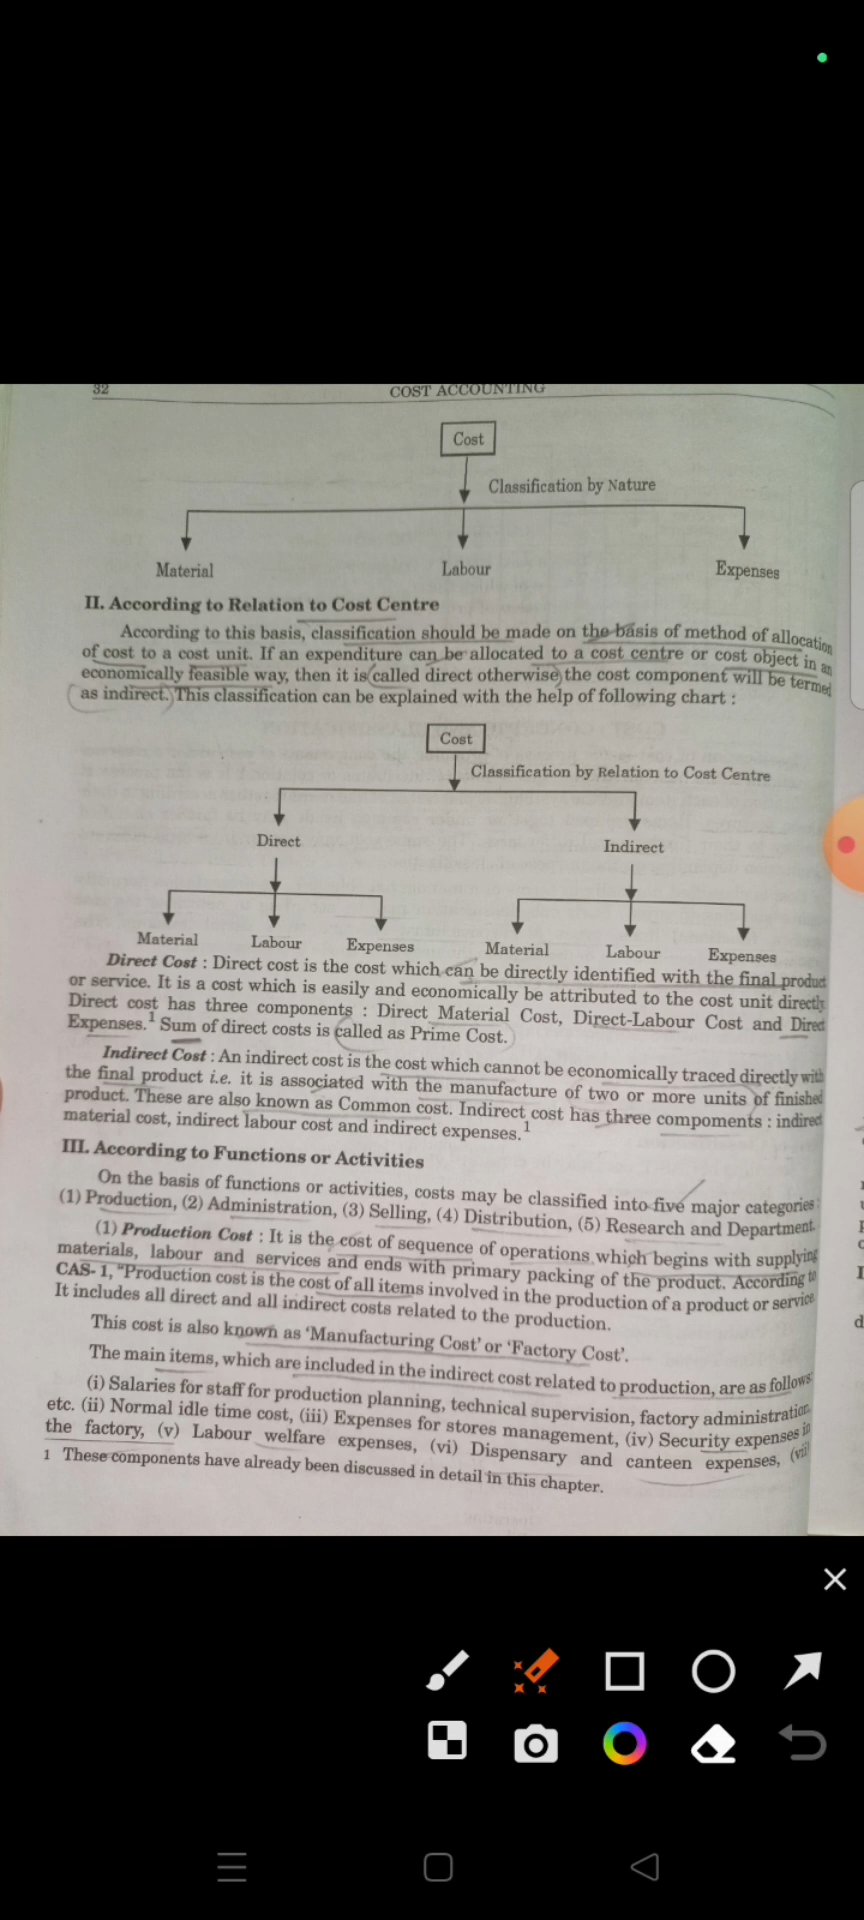 32
COST ACCOUNTING
Cost
Classification by Nature
Material Labour Expenses
II. According to Relation to Cost Centre
According to this basis, classification should be made on the basis of method of allocation
of cost to a cost unit. If an expenditure can be allocated to a cost centre or cost object in an
economically feasible way, then it is called direct otherwise the cost component will be termed
as indirect. This classification can be explained with the help of following chart :
Cost
Classification by Relation to Cost Centre
Direct Indirect
Material Labour Expenses Material Labour Expenses
Direct Cost : Direct cost is the cost which can be directly identified with the final product
or service. It is a cost which is easily and economically be attributed to the cost unit directly.
Direct cost has three components : Direct Material Cost, Direct-Labour Cost and Direct
Expenses.1 Sum of direct costs is called as Prime Cost.
Indirect Cost : An indirect cost is the cost which cannot be economically traced directly with
the final product i.e. it is associated with the manufacture of two or more units of finished
product. These are also known as Common cost. Indirect cost has three compoments : indirect
material cost, indirect labour cost and indirect expenses.1
III. According to Functions or Activities
On the basis of functions or activities, costs may be classified into five major categories :
(1) Production, (2) Administration, (3) Selling, (4) Distribution, (5) Research and Department.
(1) Production Cost : It is the cost of sequence of operations which begins with supplying
materials, labour and services and ends with primary packing of the product. According to
CAS- 1, “Production cost is the cost of all items involved in the production of a product or service.
It includes all direct and all indirect costs related to the production.
This cost is also known as ‘Manufacturing Cost’ or ‘Factory Cost’.
The main items, which are included in the indirect cost related to production, are as follows:
(i) Salaries for staff for production planning, technical supervision, factory administration
etc. (ii) Normal idle time cost, (iii) Expenses for stores management, (iv) Security expenses in
the factory, (v) Labour welfare expenses, (vi) Dispensary and canteen expenses, (vii)
1 These components have already been discussed in detail in this chapter.